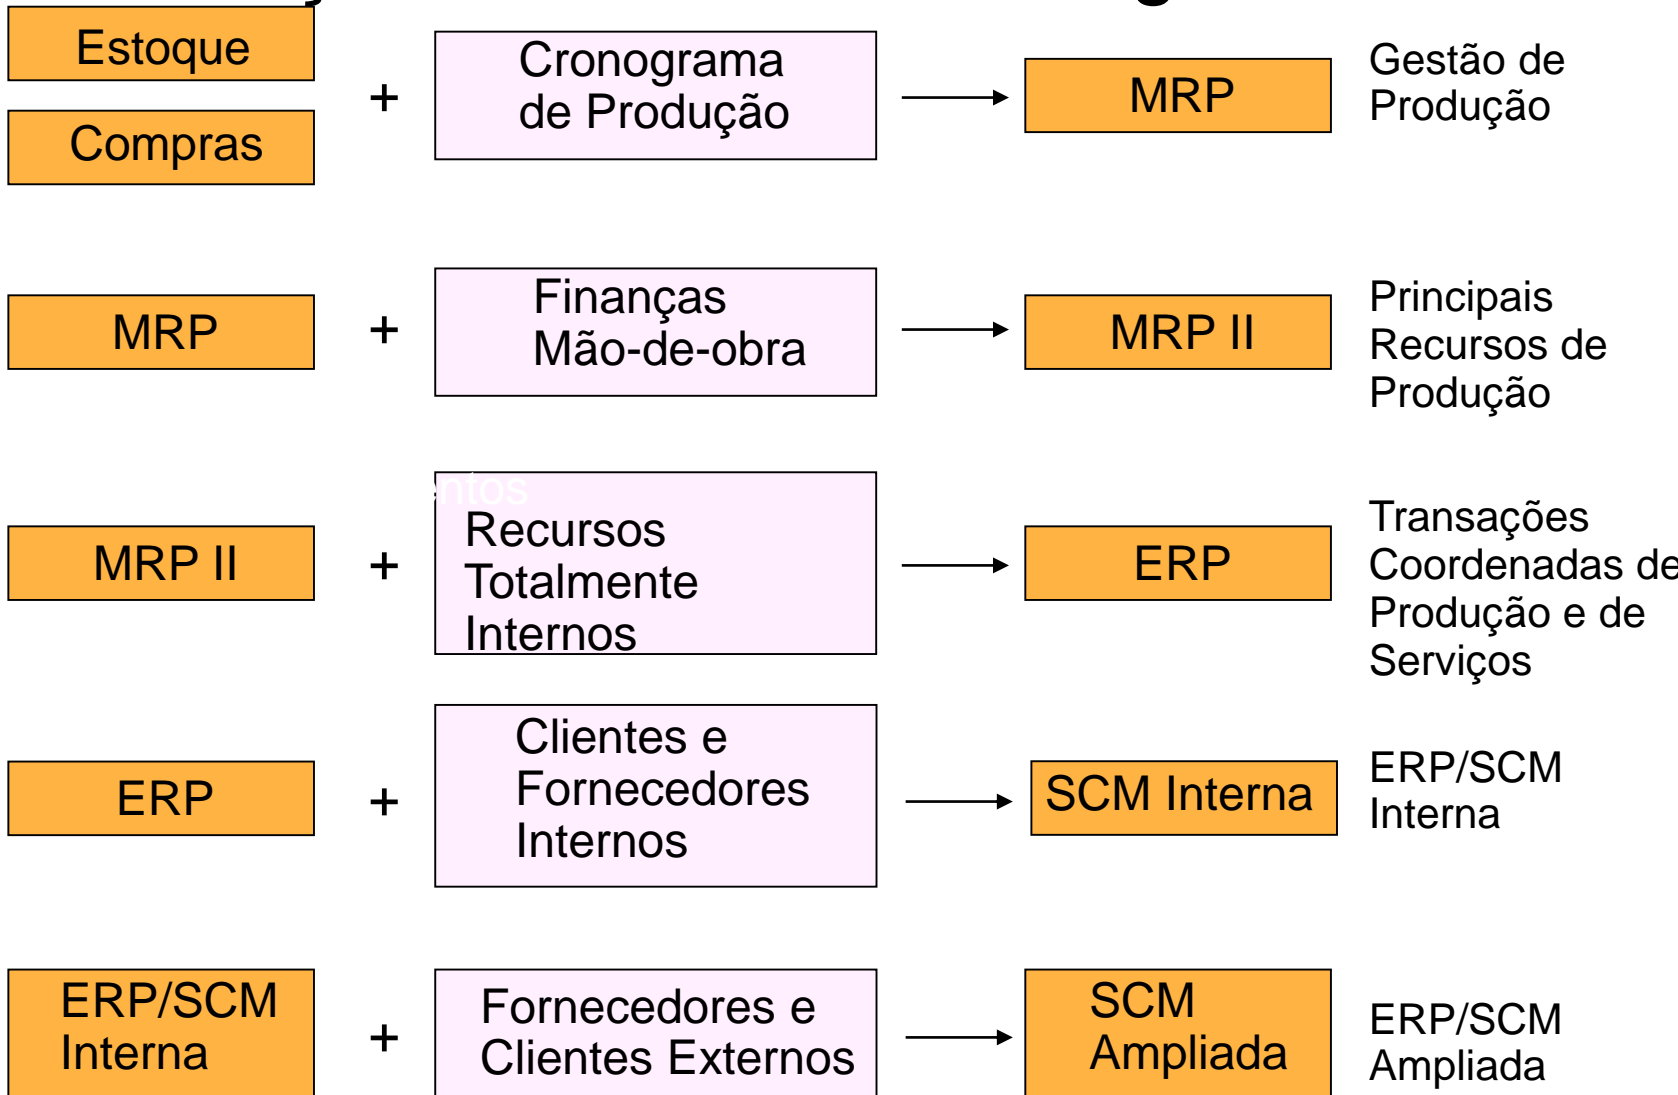 Estoque
Compras
+
Cronograma
de Produção
MRP
Gestão de
Produção
MRP
+
Finanças
Mão-de-obra
MRP II
Principais
Recursos de
Produção
MRP II
+
entos
Recursos
Totalmente
Internos
ERP
Transações
Coordenadas de
Produção e de
Serviços
ERP
+
Clientes e
Fornecedores
Internos
SCM Interna
ERP/SCM
Interna
ERP/SCM
Interna
+
Fornecedores e
Clientes Externos
SCM
Ampliada
ERP/SCM
Ampliada